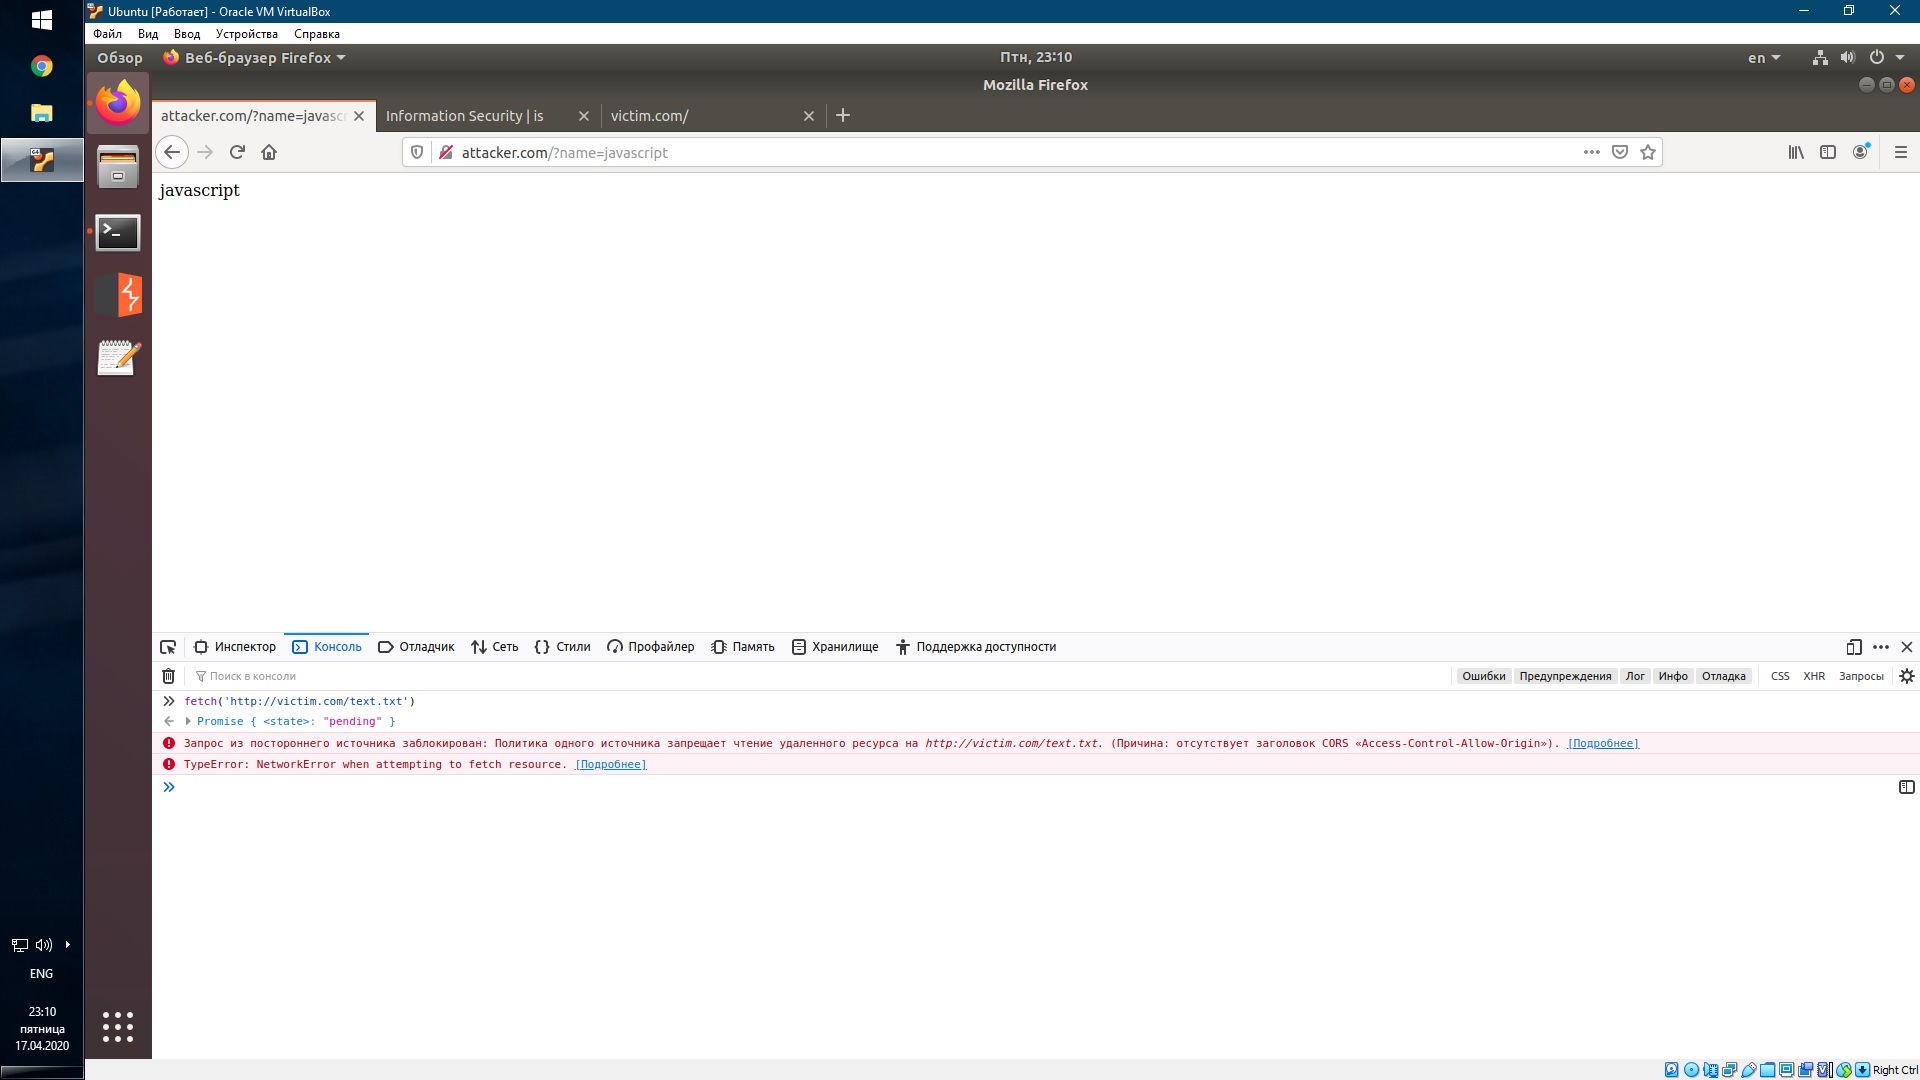 Ubuntu [Работает] - Oracle VM VirtualBox
Файл Вид Ввод Устройства Справка
Обзор Веб-браузер Firefox Птн, 23:10 en
Mozilla Firefox
attacker.com/?name=javasc Information Security | is victim.com/
attacker.com/?name=javascript
javascript
Инспектор Консоль Отладчик Сеть Стили Профайлер Память Хранилище Поддержка доступности
Поиск в консоли Ошибки Предупреждения Лог Инфо Отладка CSS XHR Запросы
fetch('http://victim.com/text.txt')
Promise { <state>: "pending" }
Запрос из постороннего источника заблокирован: Политика одного источника запрещает чтение удаленного ресурса на http://victim.com/text.txt. (Причина: отсутствует заголовок CORS «Access-Control-Allow-Origin»). [Подробнее]
TypeError: NetworkError when attempting to fetch resource. [Подробнее]
ENG
23:10
пятница
17.04.2020
Right Ctrl